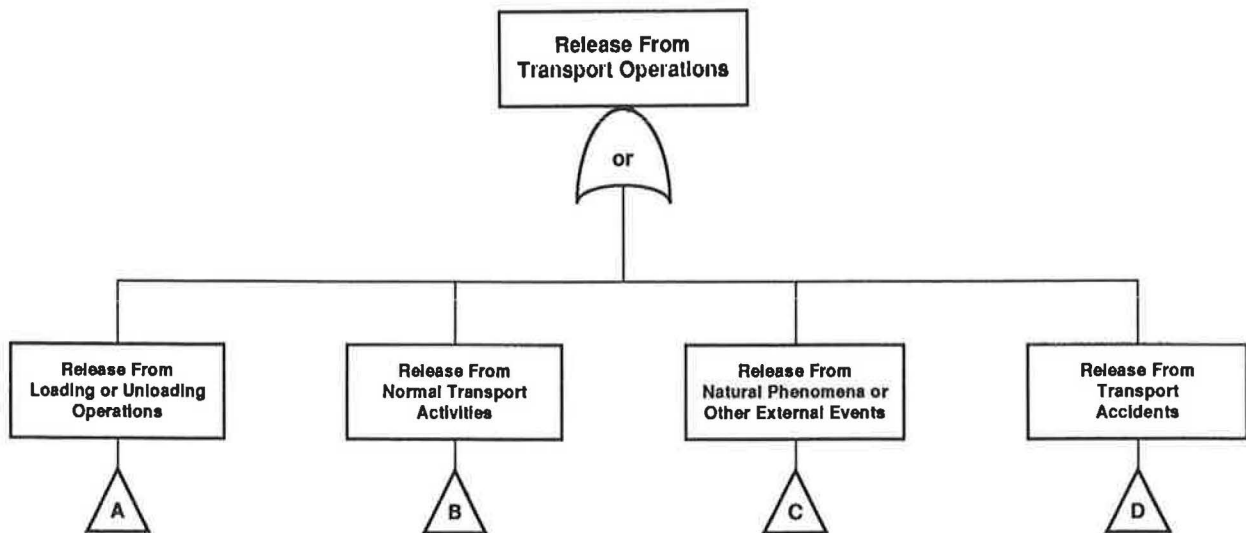 Release From
Transport Operations
or
Release From
Loading or Unloading
Operations
Release From
Normal Transport
Activities
Release From
Natural Phenomena or
Other External Events
Release From
Transport
Accidents
A
B
C
D